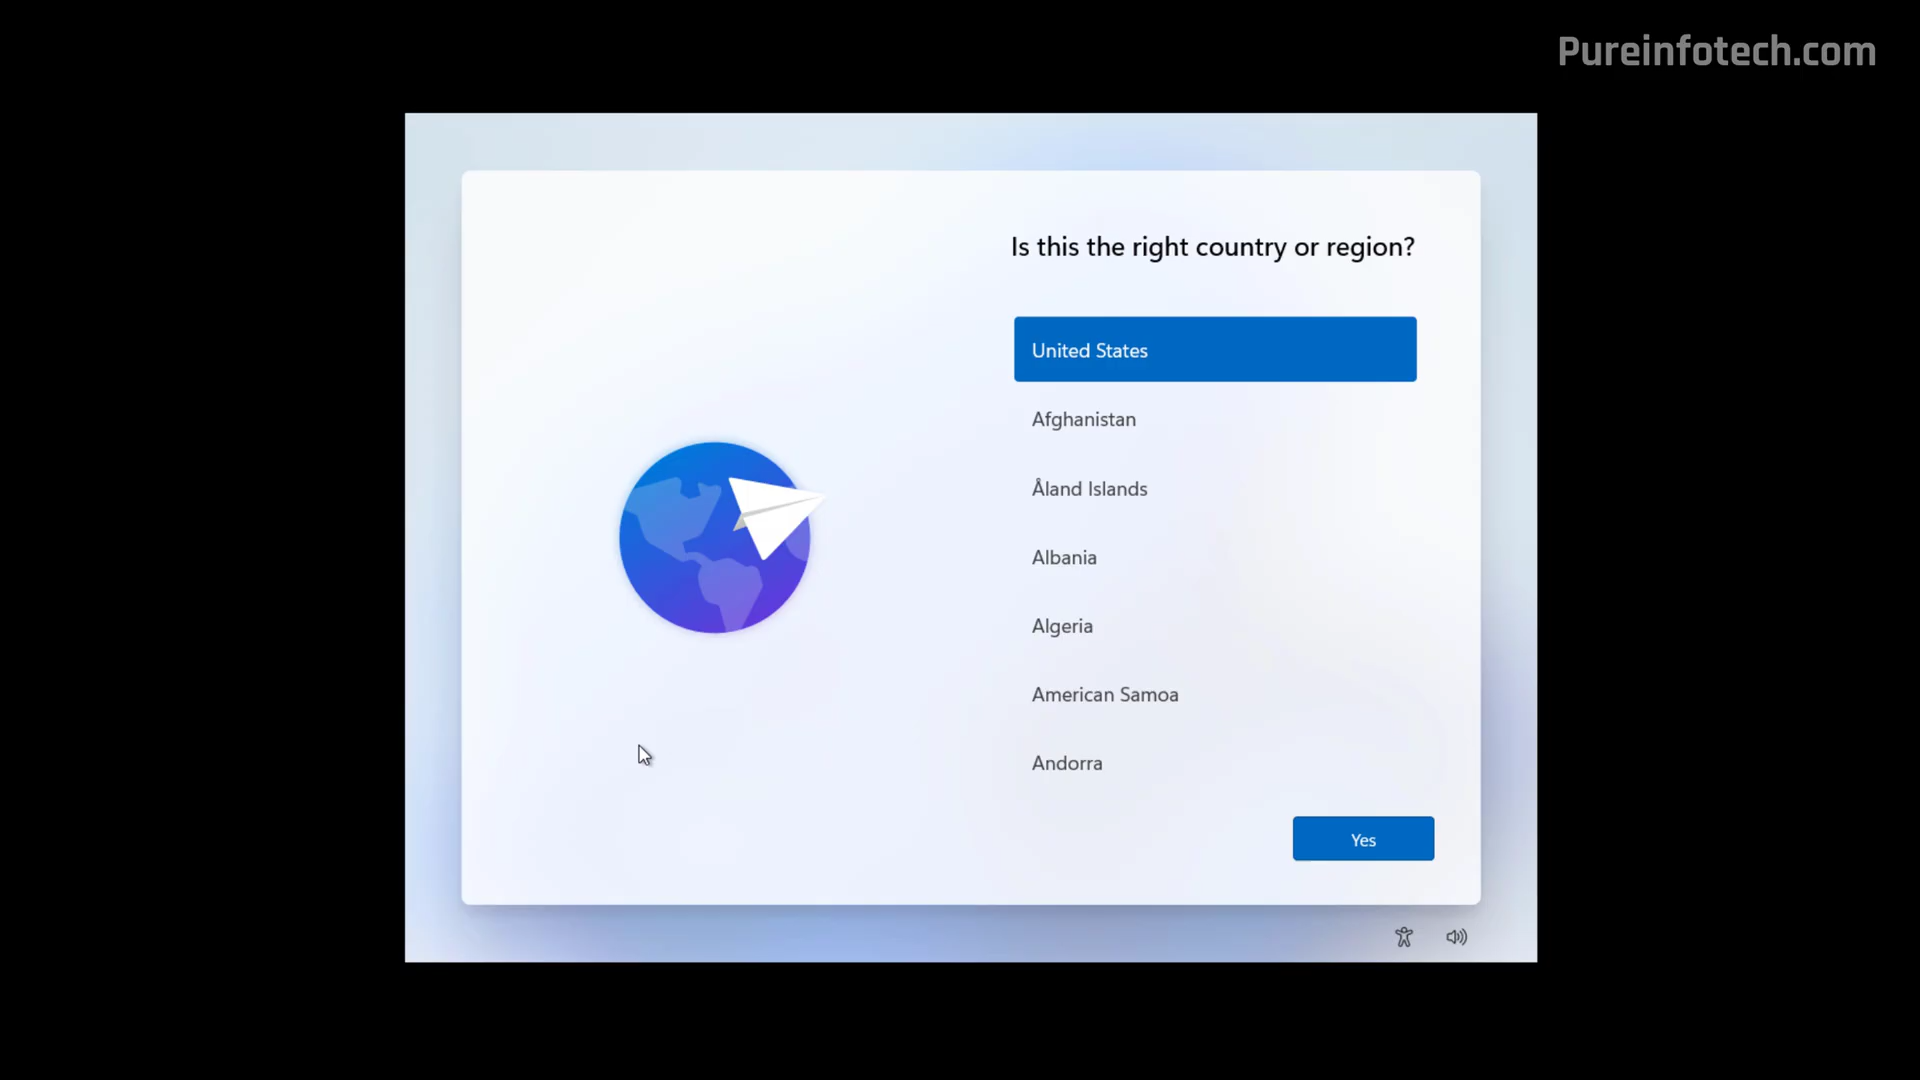 Pureinfotech.com
Is this the right country or region?
United States
Afghanistan
Åland Islands
Albania
Algeria
American Samoa
Andorra
Yes